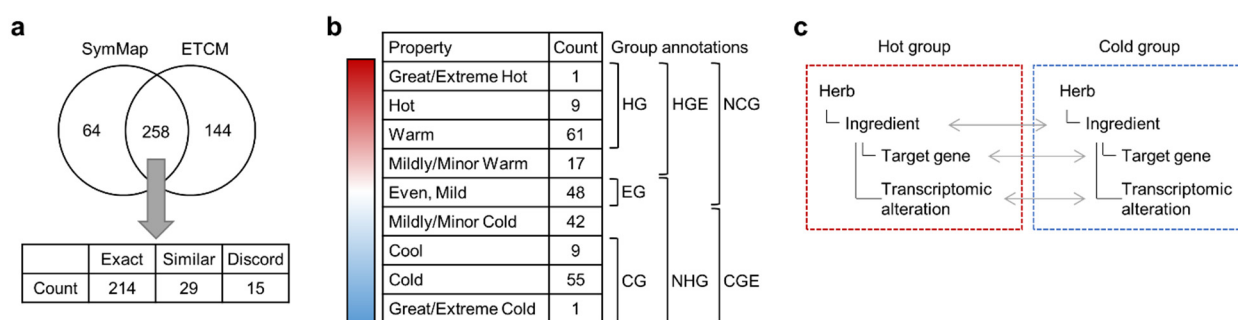 a
SymMap ETCM
64 258 144
Exact Similar Discord
Count 214 29 15
b
Property Count Group annotations
Great/Extreme Hot 1
Hot 9
Warm 61
Mildly/Minor Warm 17
Even, Mild 48
Mildly/Minor Cold 42
Cool 9
Cold 55
Great/Extreme Cold 1
HG HGE NCG
EG
CG NHG CGE
c
Hot group Cold group
Herb Herb
Ingredient Ingredient
Target gene Target gene
Transcriptomic Transcriptomic
alteration alteration